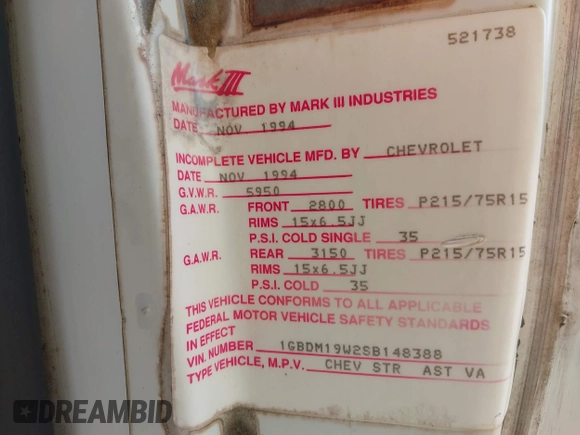 521738
Mark III
MANUFACTURED BY MARK III INDUSTRIES
DATE NOV 1994
INCOMPLETE VEHICLE MFD. BY CHEVROLET
DATE NOV 1994
G.V.W.R. 5950
G.A.W.R. FRONT 2800 TIRES P215/75R15
RIMS 15x6.5JJ
P.S.I. COLD SINGLE 35
G.A.W.R. REAR 3150 TIRES P215/75R15
RIMS 15x6.5JJ
P.S.I. COLD 35
THIS VEHICLE CONFORMS TO ALL APPLICABLE
FEDERAL MOTOR VEHICLE SAFETY STANDARDS
IN EFFECT
VIN. NUMBER 1GBDM19W2SB148388
TYPE VEHICLE, M.P.V. CHEV STR AST VA
DREAMBID